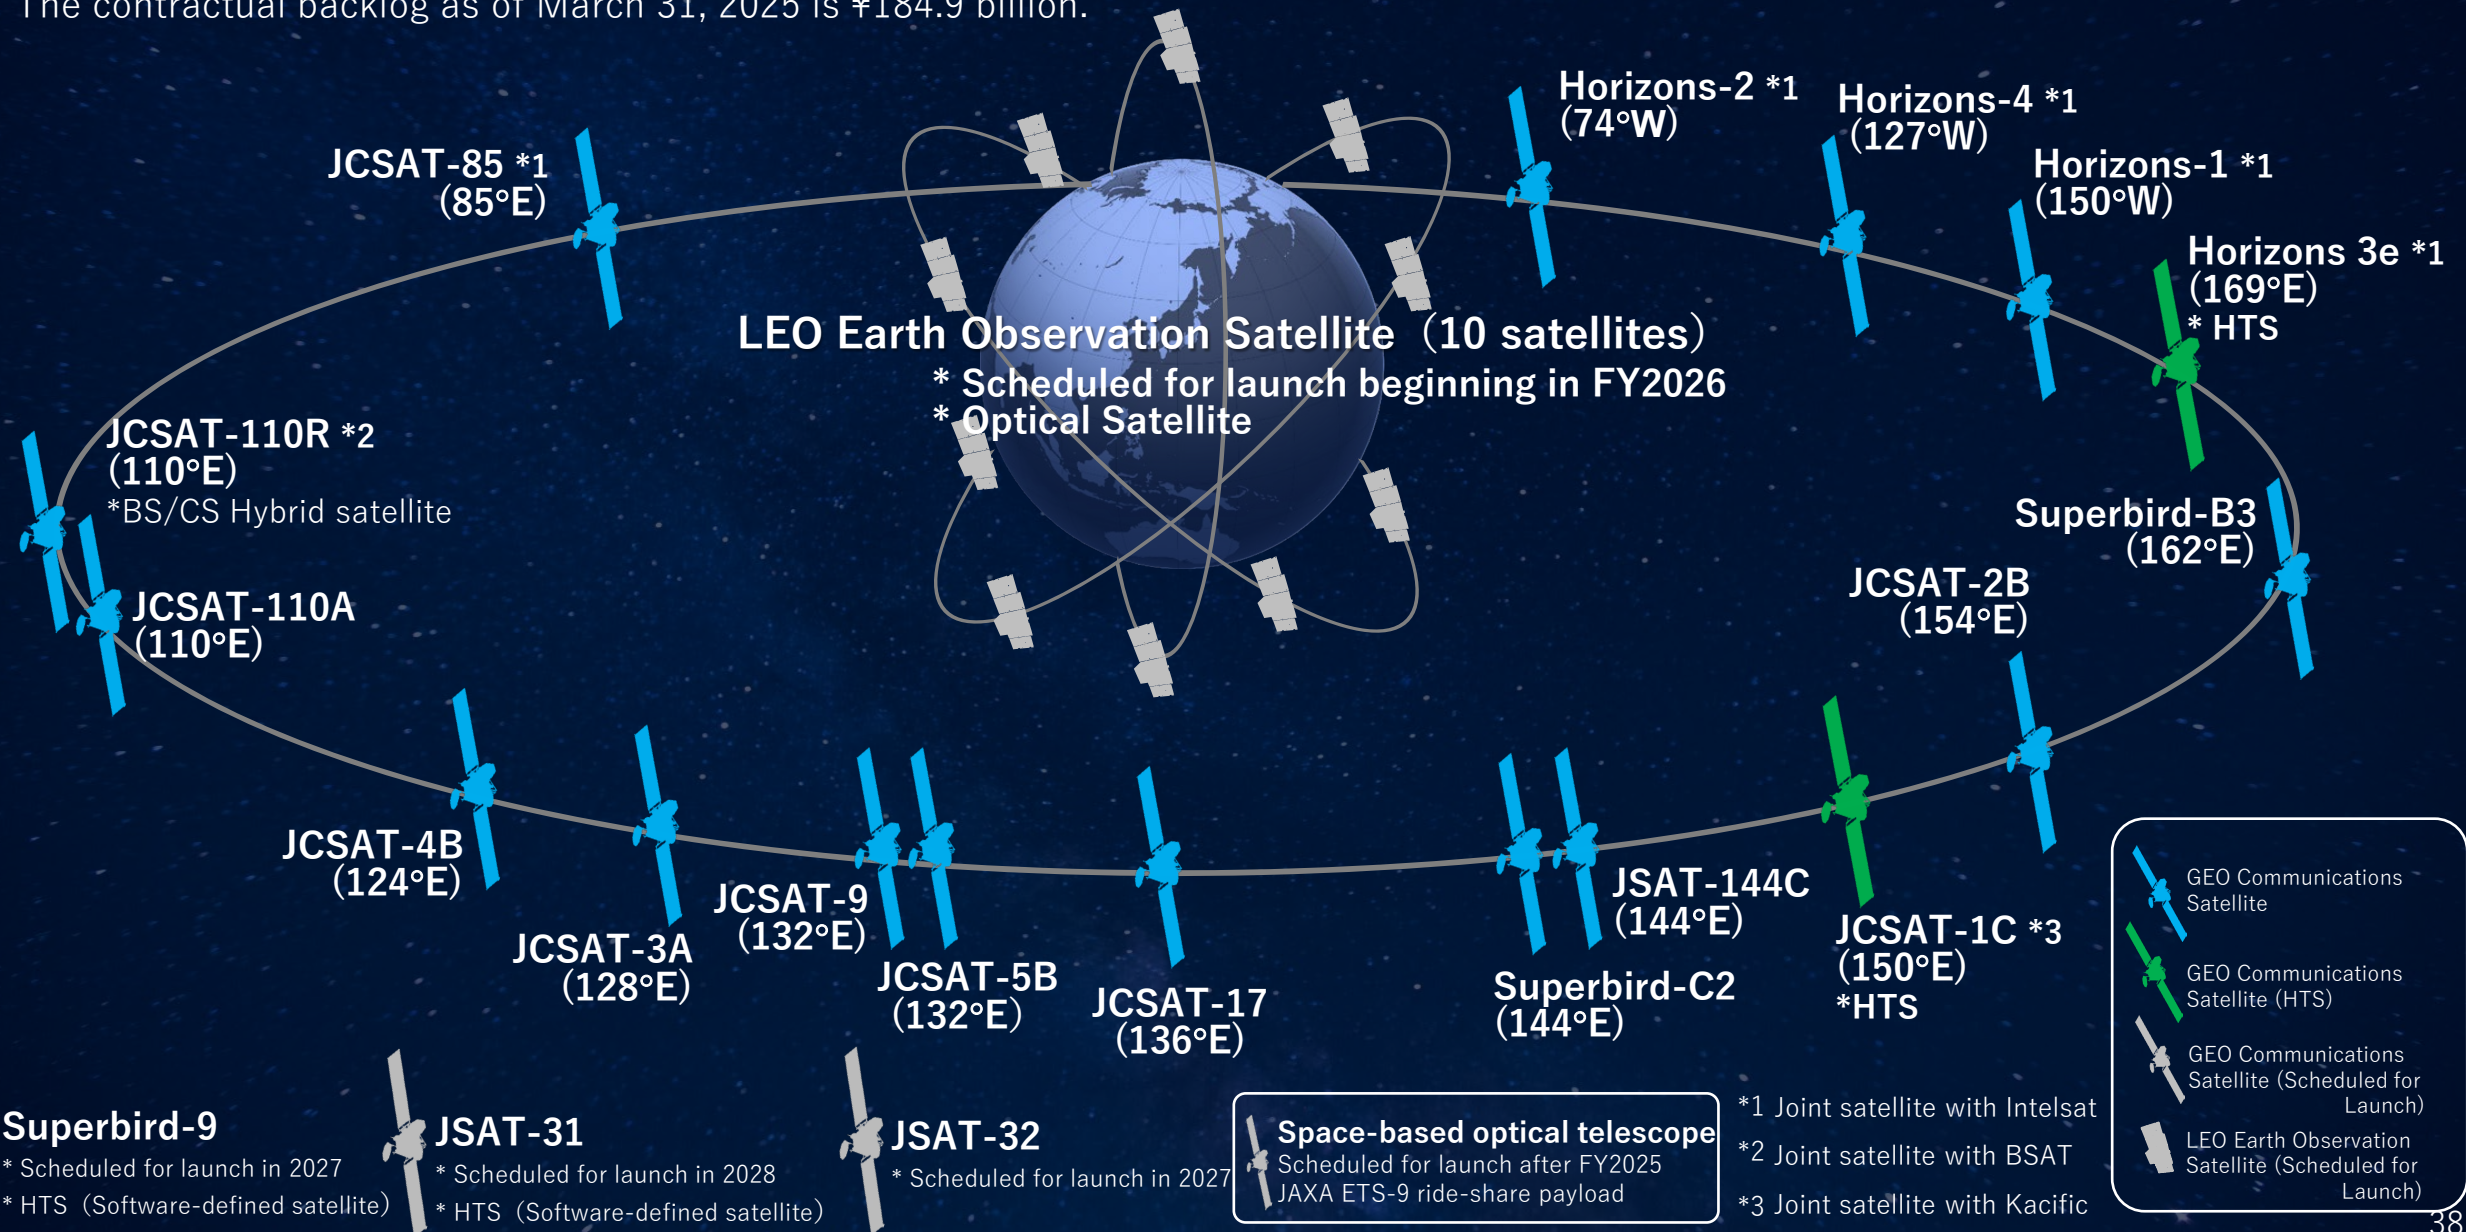 The contractual backlog as of March 31, 2025 is ¥184.9 billion.
JCSAT-85 *1
(85°E)
Horizons-2 *1
(74°W)
Horizons-4 *1
(127°W)
Horizons-1 *1
(150°W)
Horizons 3e *1
(169°E)
* HTS
LEO Earth Observation Satellite（10 satellites）
* Scheduled for launch beginning in FY2026
* Optical Satellite
JCSAT-110R *2
(110°E)
*BS/CS Hybrid satellite
JCSAT-110A
(110°E)
Superbird-B3
(162°E)
JCSAT-2B
(154°E)
JCSAT-4B
(124°E)
JCSAT-3A
(128°E)
JCSAT-9
(132°E)
JCSAT-5B
(132°E)
JCSAT-17
(136°E)
Superbird-C2
(144°E)
JSAT-144C
(144°E)
JCSAT-1C *3
(150°E)
*HTS
GEO Communications
Satellite
GEO Communications
Satellite (HTS)
GEO Communications
Satellite (Scheduled for
Launch)
LEO Earth Observation
Satellite (Scheduled for
Launch)
Superbird-9
* Scheduled for launch in 2027
* HTS（Software-defined satellite）
JSAT-31
* Scheduled for launch in 2028
* HTS（Software-defined satellite）
JSAT-32
* Scheduled for launch in 2027
Space-based optical telescope
Scheduled for launch after FY2025
JAXA ETS-9 ride-share payload
*1 Joint satellite with Intelsat
*2 Joint satellite with BSAT
*3 Joint satellite with Kacific
38